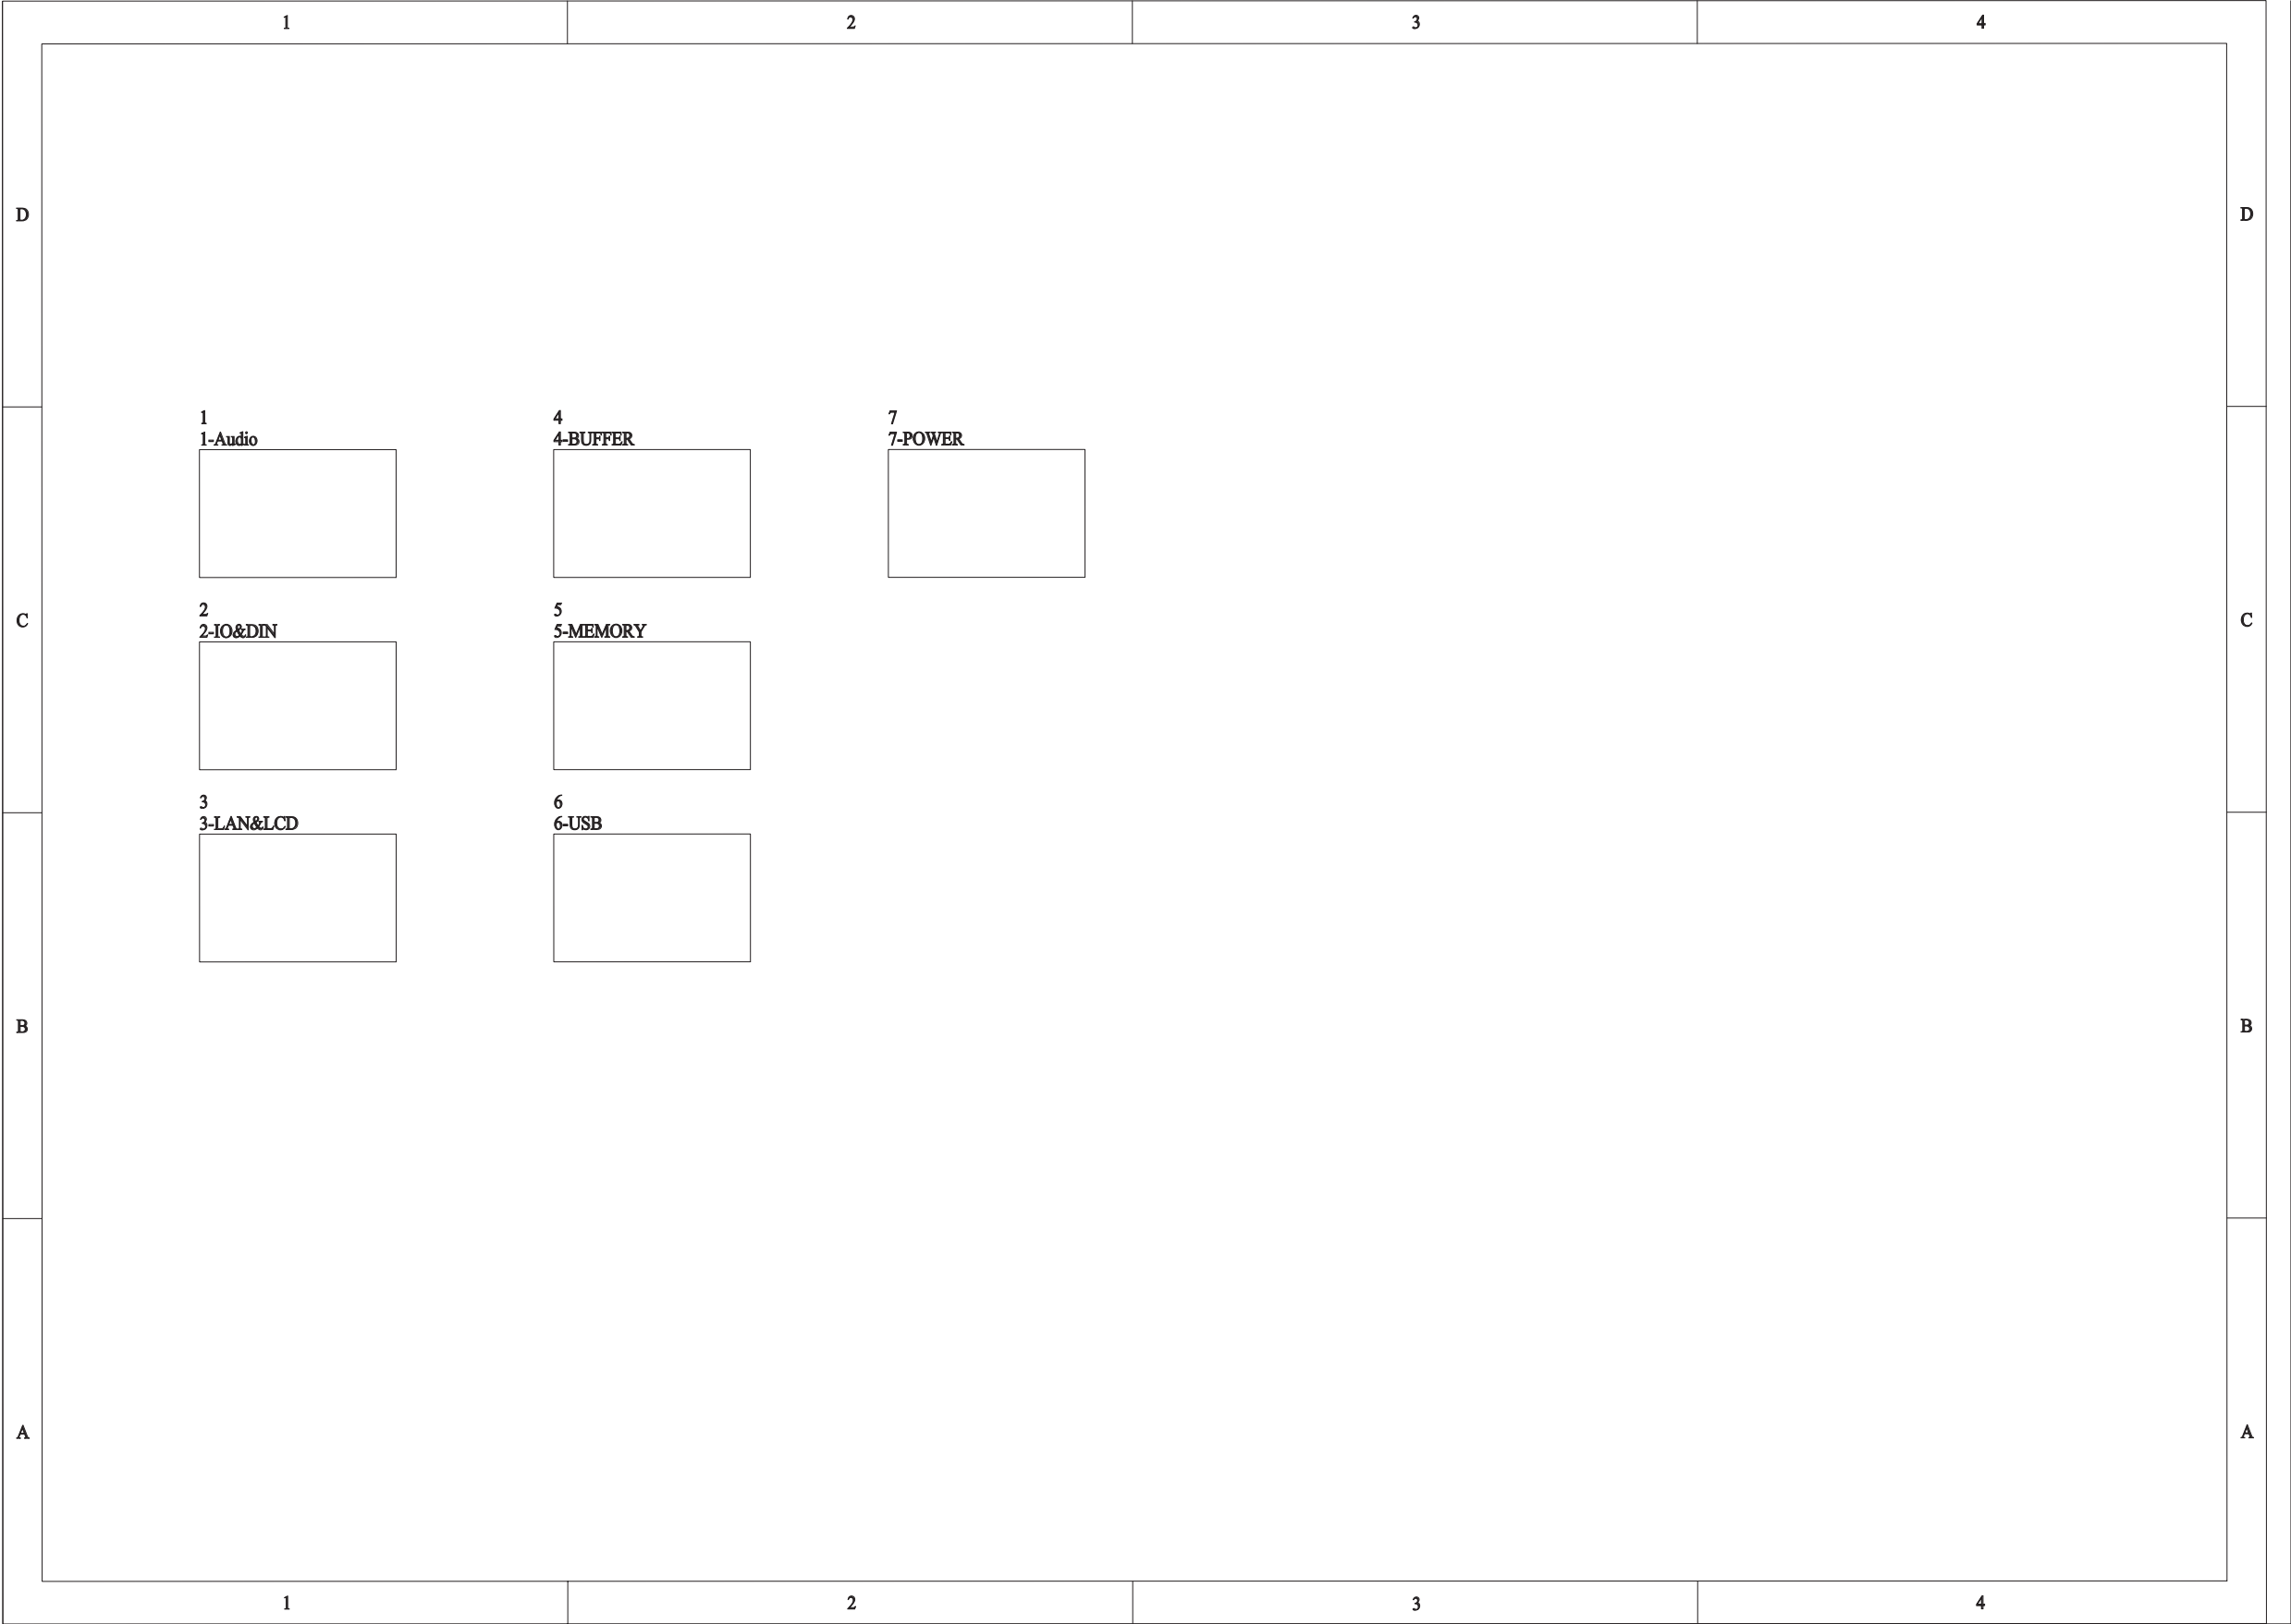 1 2 3 4
D D
1 4 7
1-Audio 4-BUFFER 7-POWER
C C
2 5
2-IO&DIN 5-MEMORY
3 6
3-LAN&LCD 6-USB
B B
A A
1 2 3 4